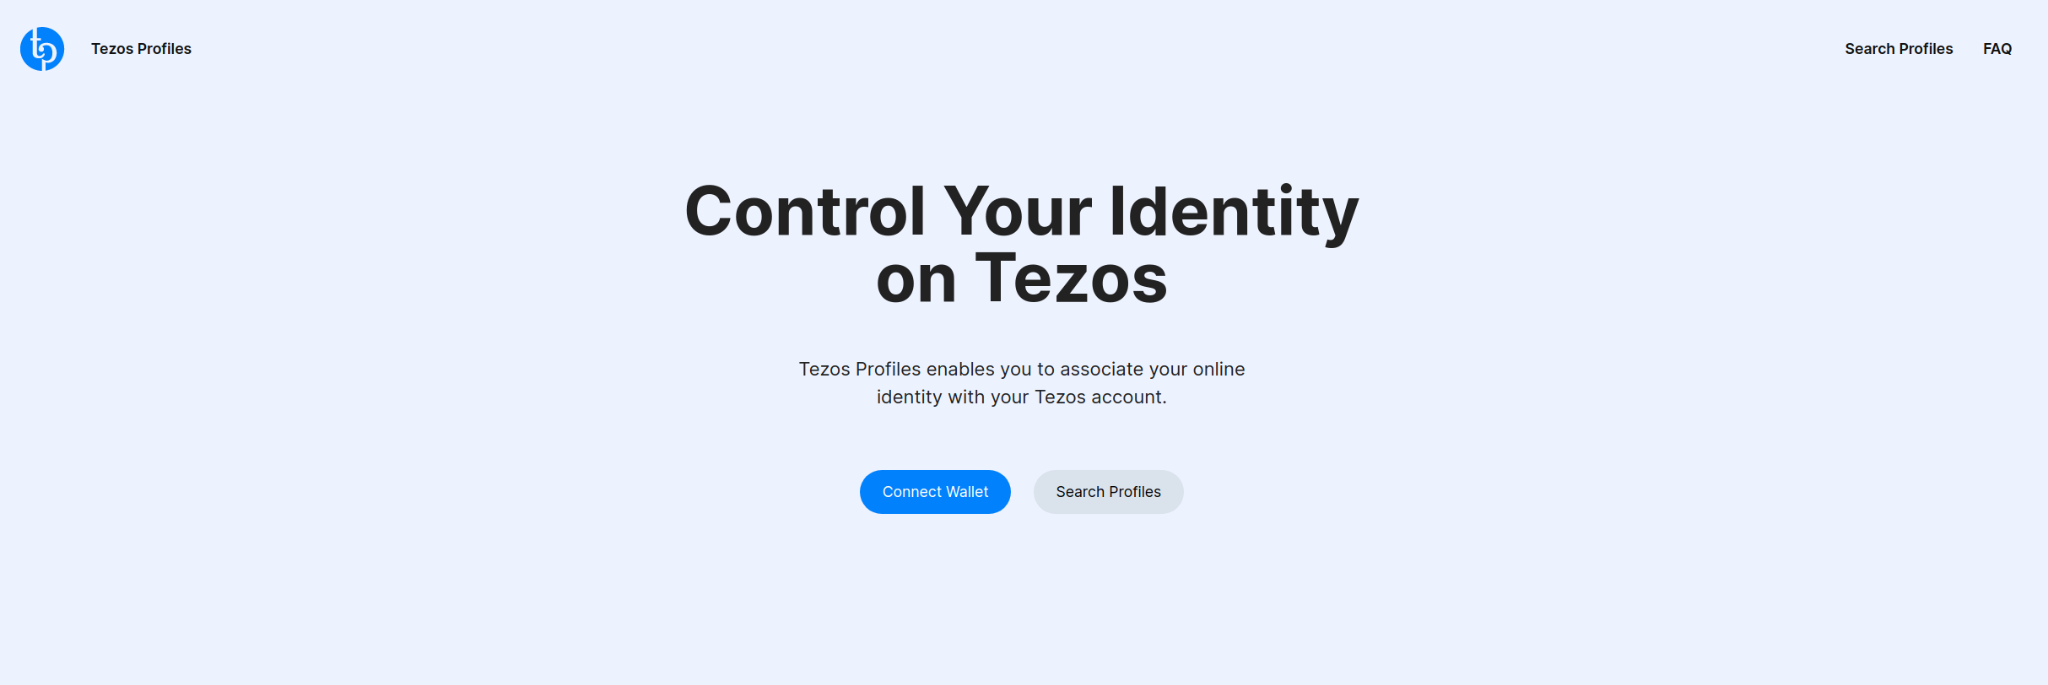 tp
Tezos Profiles
Search Profiles
FAQ
Control Your Identity
on Tezos
Tezos Profiles enables you to associate your online
identity with your Tezos account.
Connect Wallet
Search Profiles